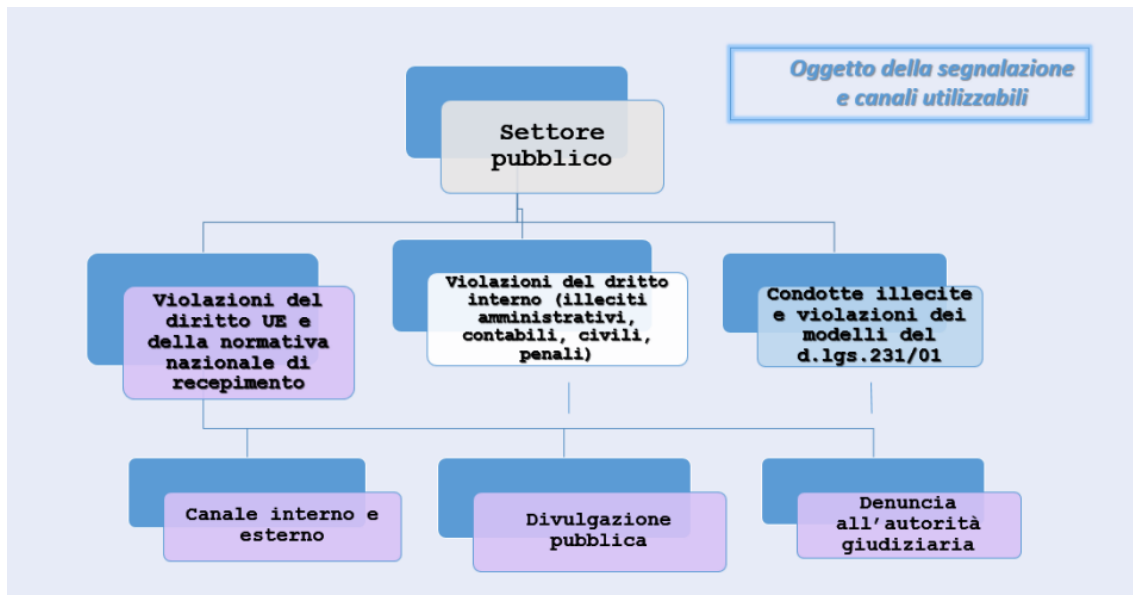 Oggetto della segnalazione
e canali utilizzabili
Settore
pubblico
Violazioni del
diritto UE e
della normativa
nazionale di
recepimento
Violazioni del dritto
interno (illeciti
amministrativi,
contabili, civili,
penali)
Condotte illecite
e violazioni dei
modelli del
d.lgs.231/01
Canale interno e
esterno
Divulgazione
pubblica
Denuncia
all’autorità
giudiziaria